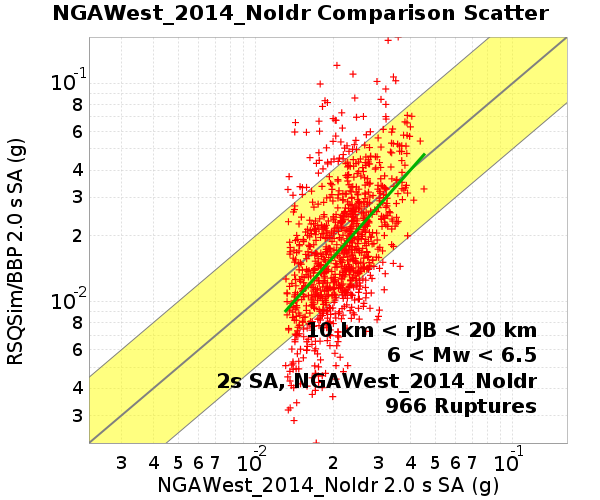 NGAWest_2014_NoIdr Comparison Scatter
RSQSim/BBP 2.0 s SA (g)
10-1
8
6
4
3
2
10-2
8
6
4
3
10 km < rJB < 20 km
6 < Mw < 6.5
2s SA, NGAWest_2014_NoIdr
966 Ruptures
3 4 5 6 7 10-2 2 3 4 5 6 7 10-1
NGAWest_2014_NoIdr 2.0 s SA (g)